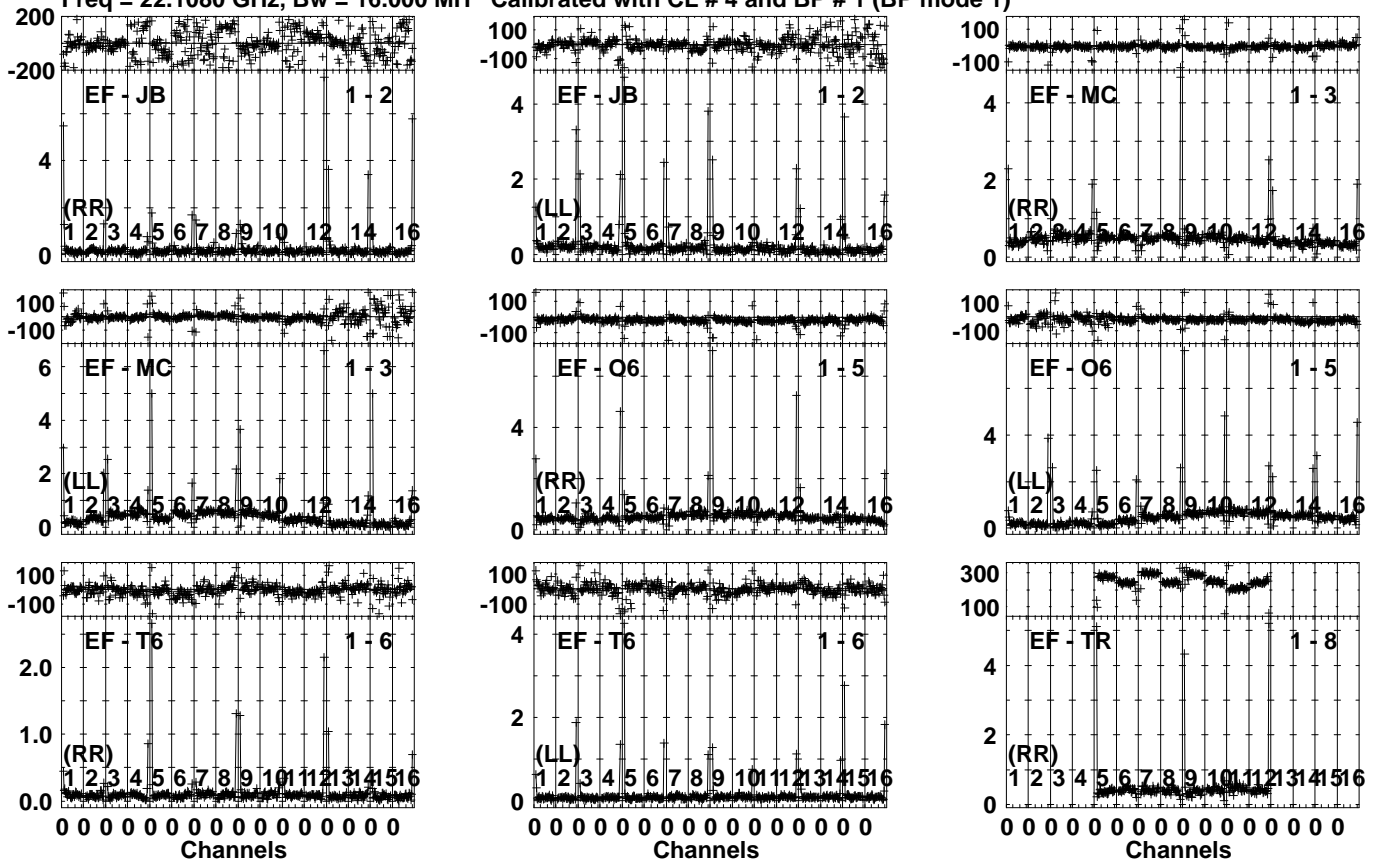 Freq = 22.1080 GHz, Bw = 16.000 MH Calibrated with CL # 4 and BP # 1 (BP mode 1)
200
-200
EF - JB 1 - 2
4
0
(RR)
1 2 3 4 5 6 7 8 9 10 12 14 16
100
-100
EF - JB 1 - 2
4
2
0
(LL)
1 2 3 4 5 6 7 8 9 10 12 14 16
100
-100
EF - MC 1 - 3
4
2
0
(RR)
1 2 3 4 5 6 7 8 9 10 12 14 16
100
-100
EF - MC 1 - 3
6
4
2
0
(LL)
1 2 3 4 5 6 7 8 9 10 12 14 16
100
-100
EF - O6 1 - 5
4
0
(RR)
1 2 3 4 5 6 7 8 9 10 12 14 16
100
-100
EF - O6 1 - 5
4
2
0
(LL)
1 2 3 4 5 6 7 8 9 10 12 14 16
100
-100
EF - T6 1 - 6
2.0
1.0
0.0
(RR)
1 2 3 4 5 6 7 8 9 10 11 12 13 14 15 16
0 0 0 0 0 0 0 0 0 0 0 0 0 0 0 0
Channels
100
-100
EF - T6 1 - 6
4
2
0
(LL)
1 2 3 4 5 6 7 8 9 10 11 12 13 14 15 16
0 0 0 0 0 0 0 0 0 0 0 0 0 0 0 0
Channels
300
100
EF - TR 1 - 8
4
2
0
(RR)
1 2 3 4 5 6 7 8 9 10 11 12 13 14 15 16
0 0 0 0 0 0 0 0 0 0 0 0 0 0 0 0
Channels